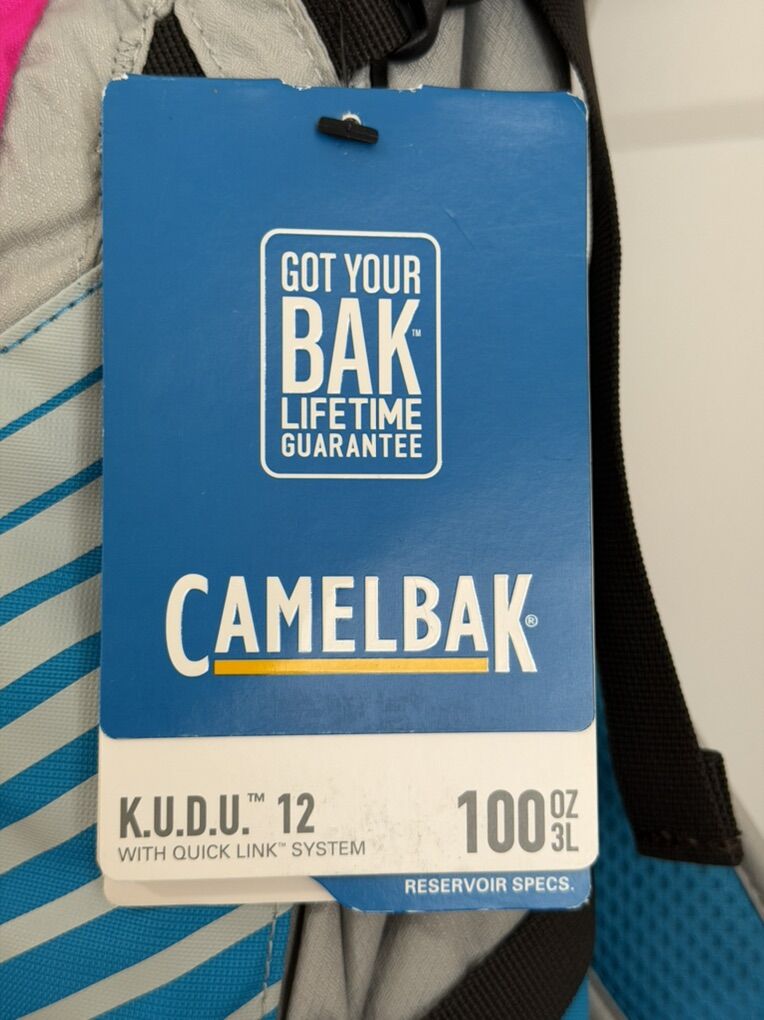 GOT YOUR
BAK™
LIFETIME
GUARANTEE
CAMELBAK®
K.U.D.U.™ 12
WITH QUICK LINK™ SYSTEM
100 OZ
3L
RESERVOIR SPECS.